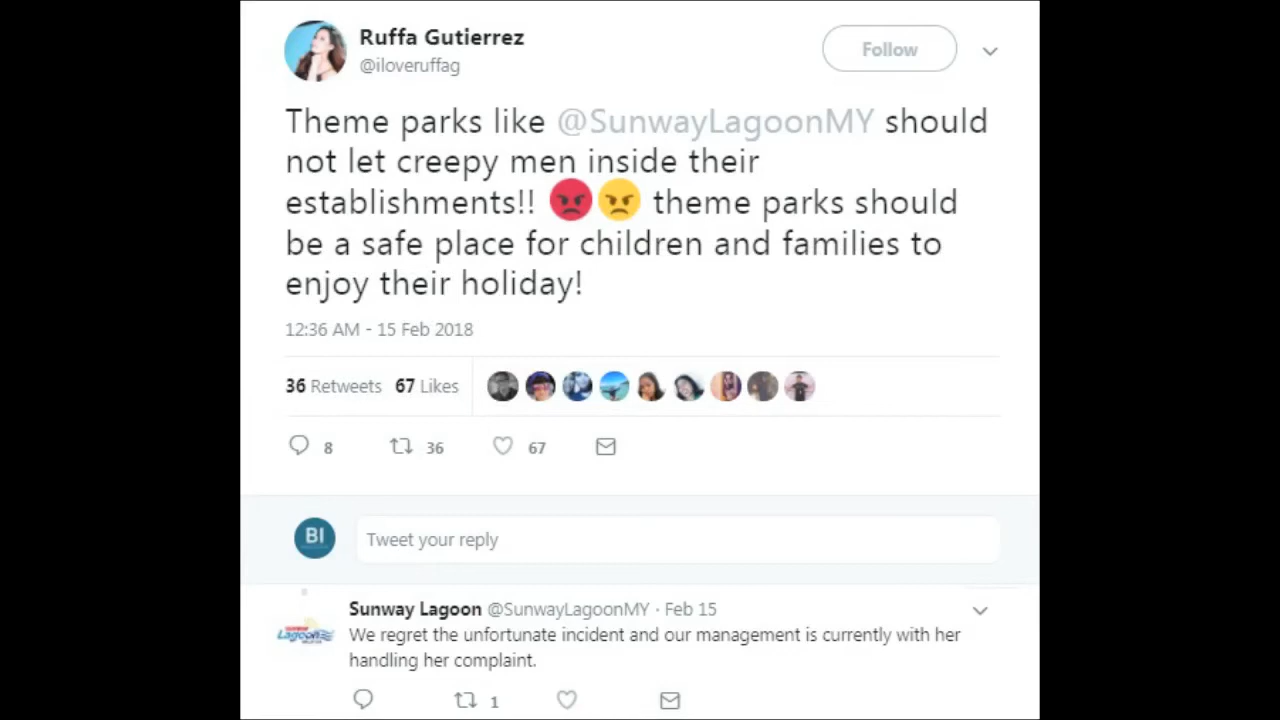 Ruffa Gutierrez
@iloveruffag
Follow
Theme parks like @SunwayLagoonMY should
not let creepy men inside their
establishments!! 😡😠 theme parks should
be a safe place for children and families to
enjoy their holiday!
12:36 AM - 15 Feb 2018
36 Retweets 67 Likes
8 36 67
BI
Tweet your reply
Sunway Lagoon @SunwayLagoonMY · Feb 15
Lagoon
We regret the unfortunate incident and our management is currently with her
handling her complaint.
1